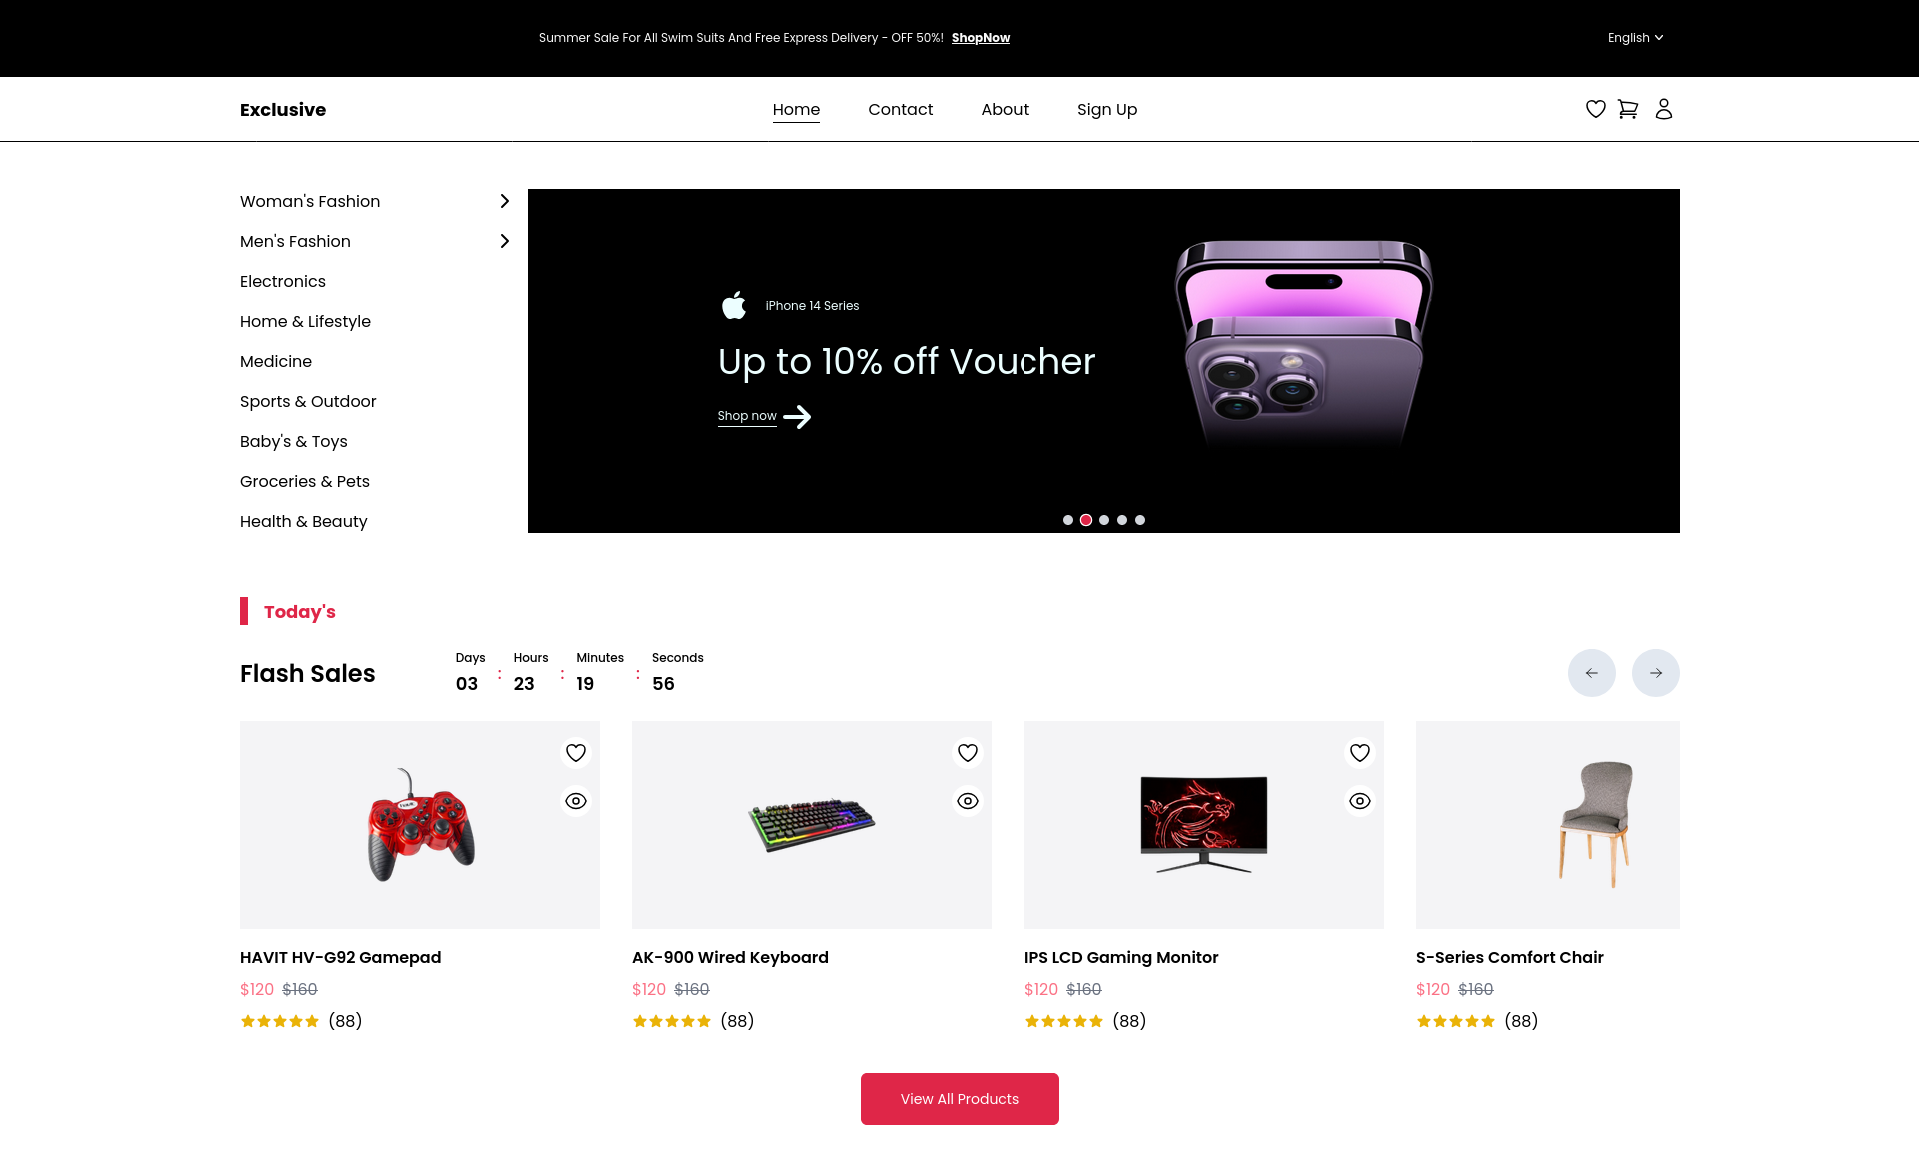 Summer Sale For All Swim Suits And Free Express Delivery - OFF 50%! ShopNow
English
Exclusive
Home Contact About Sign Up
Woman's Fashion
Men's Fashion
Electronics
Home & Lifestyle
Medicine
Sports & Outdoor
Baby's & Toys
Groceries & Pets
Health & Beauty
iPhone 14 Series
Up to 10% off Voucher
Shop now
Today's
Flash Sales
Days Hours Minutes Seconds
03 : 23 : 19 : 56
HAVIT HV-G92 Gamepad
$120 $160
(88)
AK-900 Wired Keyboard
$120 $160
(88)
IPS LCD Gaming Monitor
$120 $160
(88)
S-Series Comfort Chair
$120 $160
(88)
View All Products